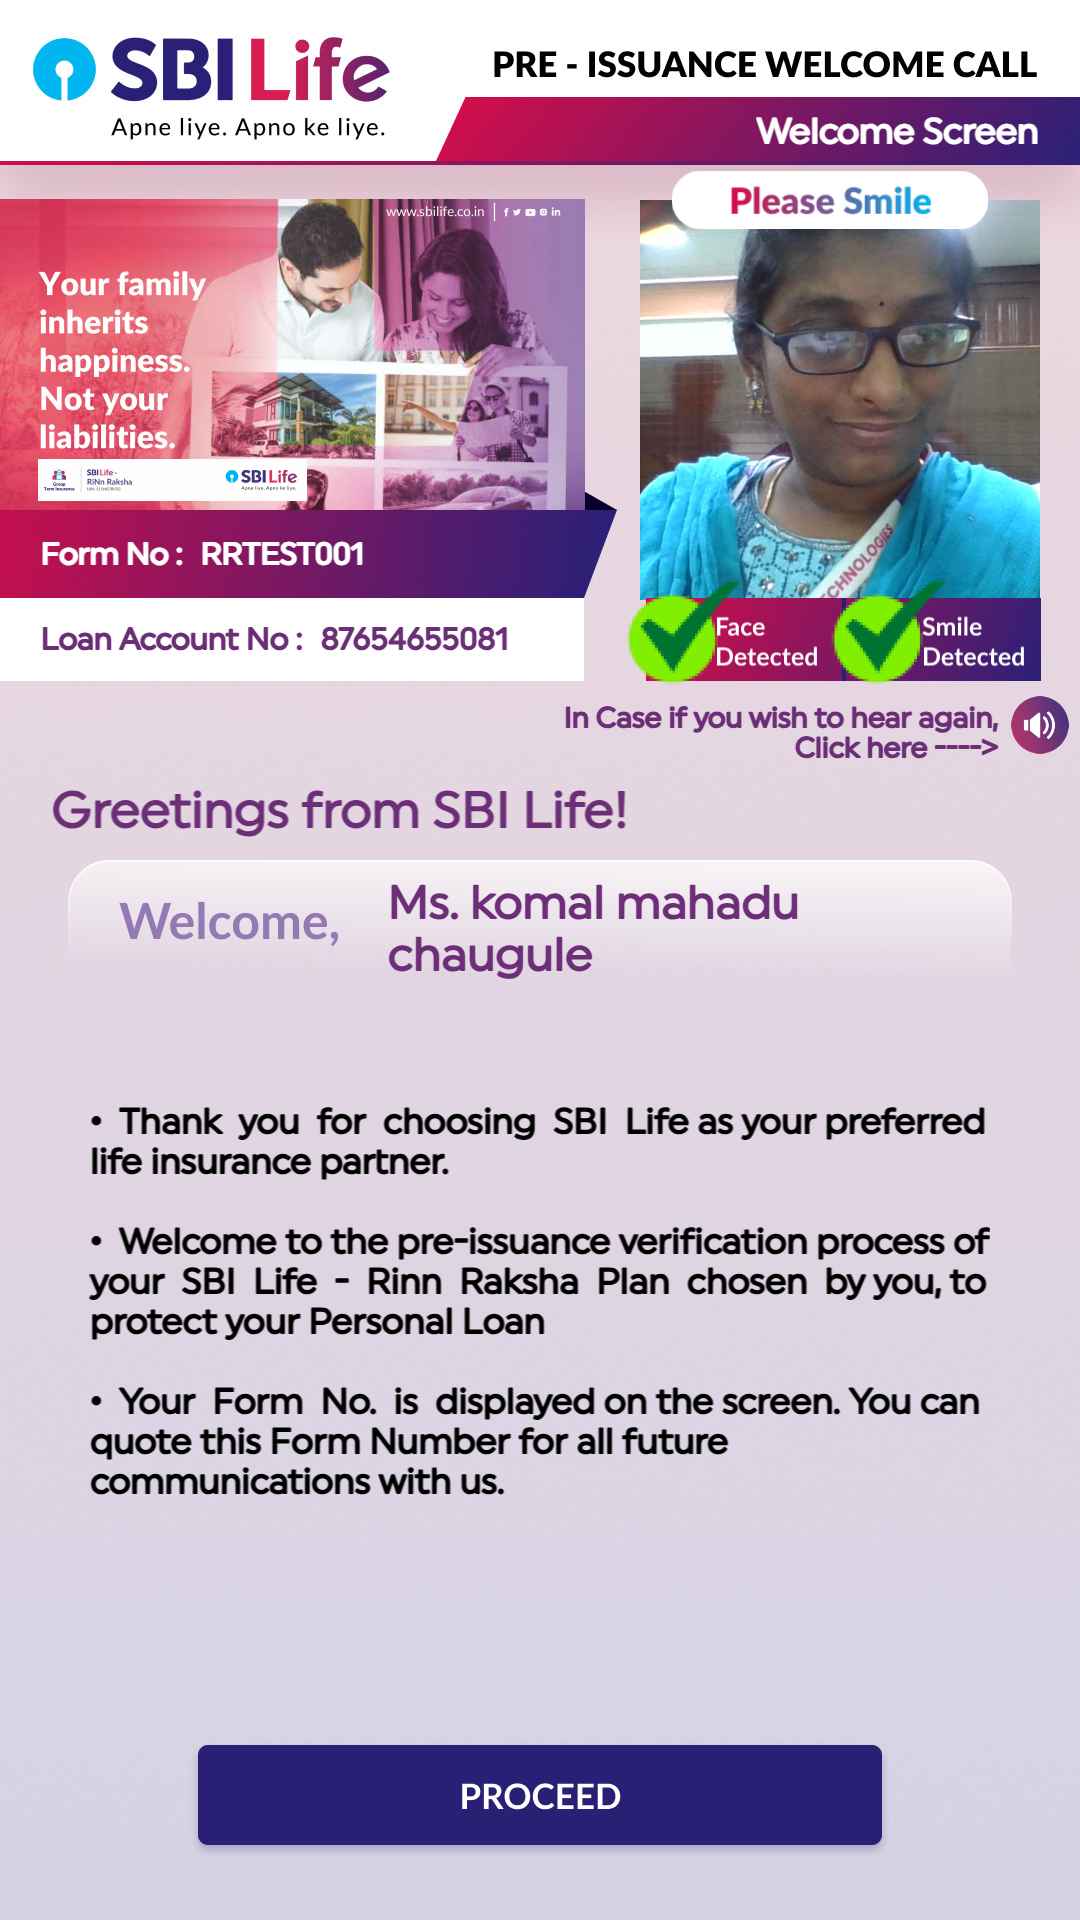 SBI Life
Apne liye. Apno ke liye.
PRE - ISSUANCE WELCOME CALL
Welcome Screen
www.sbilife.co.in
Your family
inherits
happiness.
Not your
liabilities.
Group
Term Insurance
SBI Life -
RiNn Raksha
SBI Life
Apne liye. Apno ke liye.
Please Smile
CHNOLOGIES
Form No : RRTEST001
Loan Account No : 87654655081
Face
Detected
Smile
Detected
In Case if you wish to hear again,
Click here ---->
Greetings from SBI Life!
Welcome,
Ms. komal mahadu
chaugule
• Thank you for choosing SBI Life as your preferred
life insurance partner.
• Welcome to the pre-issuance verification process of
your SBI Life - Rinn Raksha Plan chosen by you, to
protect your Personal Loan
• Your Form No. is displayed on the screen. You can
quote this Form Number for all future
communications with us.
PROCEED